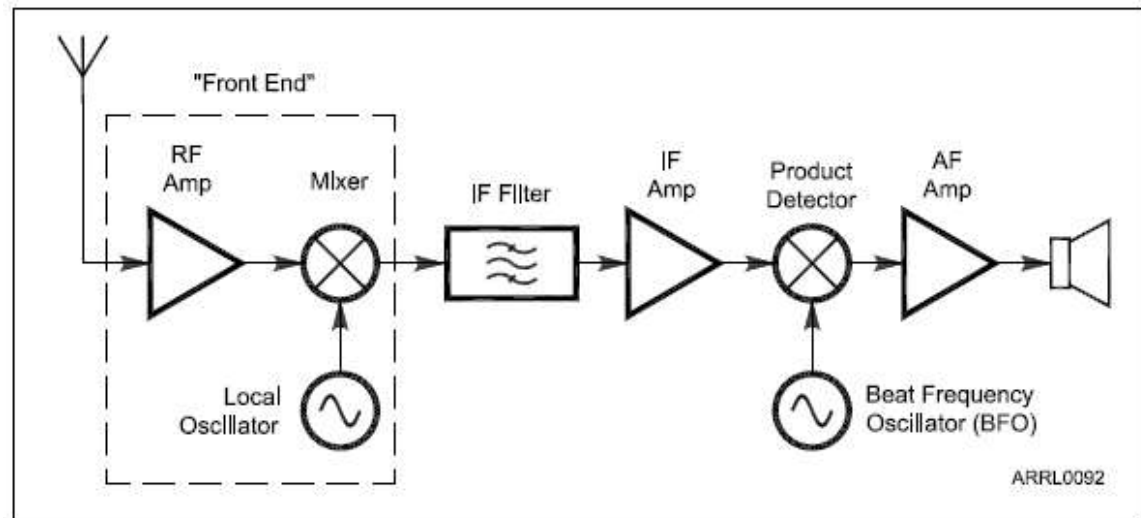 "Front End"
RF
Amp
Mixer
IF Filter
IF
Amp
Product
Detector
AF
Amp
Local
Oscillator
Beat Frequency
Oscillator (BFO)
ARRL0092